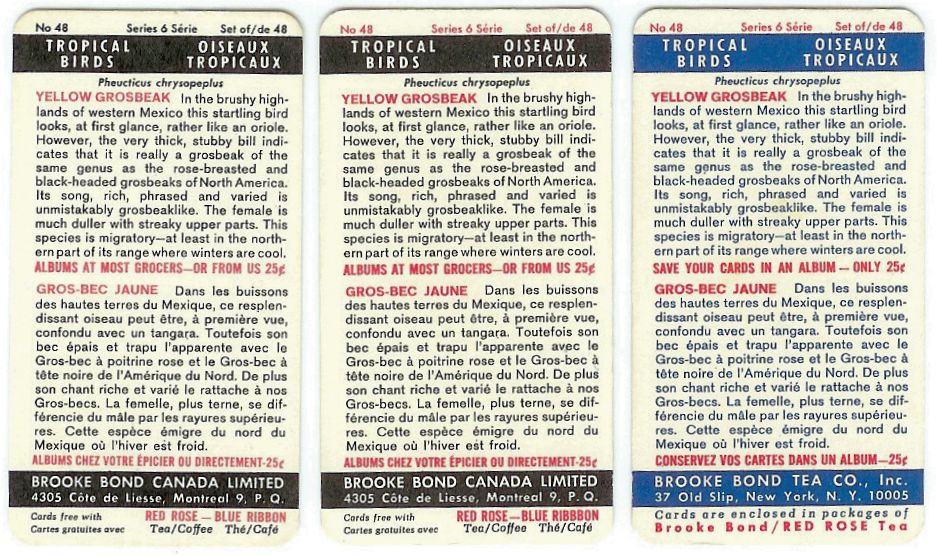 No 48 Series 6 Série Set of/de 48
TROPICAL OISEAUX
BIRDS TROPICAUX
Pheucticus chrysopeplus
YELLOW GROSBEAK In the brushy high-
lands of western Mexico this startling bird
looks, at first glance, rather like an oriole.
However, the very thick, stubby bill indi-
cates that it is really a grosbeak of the
same genus as the rose-breasted and
black-headed grosbeaks of North America.
Its song, rich, phrased and varied is
unmistakably grosbeaklike. The female is
much duller with streaky upper parts. This
species is migratory—at least in the north-
ern part of its range where winters are cool.
ALBUMS AT MOST GROCERS—OR FROM US 25¢
GROS-BEC JAUNE Dans les buissons
des hautes terres du Mexique, ce resplen-
dissant oiseau peut être, à première vue,
confondu avec un tangara. Toutefois son
bec épais et trapu l'apparente avec le
Gros-bec à poitrine rose et le Gros-bec à
tête noire de l'Amérique du Nord. De plus
son chant riche et varié le rattache à nos
Gros-becs. La femelle, plus terne, se dif-
férencie du mâle par les rayures supérieu-
res. Cette espèce émigre du nord du
Mexique où l'hiver est froid.
ALBUMS CHEZ VOTRE ÉPICIER OU DIRECTEMENT-25¢
BROOKE BOND CANADA LIMITED
4305 Côte de Liesse, Montreal 9, P. Q.
Cards free with RED ROSE—BLUE RIBBON
Cartes gratuites avec Tea/Coffee Thé/Café
No 48 Series 6 Série Set of/de 48
TROPICAL OISEAUX
BIRDS TROPICAUX
Pheucticus chrysopeplus
YELLOW GROSBEAK In the brushy high-
lands of western Mexico this startling bird
looks, at first glance, rather like an oriole.
However, the very thick, stubby bill indi-
cates that it is really a grosbeak of the
same genus as the rose-breasted and
black-headed grosbeaks of North America.
Its song, rich, phrased and varied is
unmistakably grosbeaklike. The female is
much duller with streaky upper parts. This
species is migratory—at least in the north-
ern part of its range where winters are cool.
ALBUMS AT MOST GROCERS—OR FROM US 25¢
GROS-BEC JAUNE Dans les buissons
des hautes terres du Mexique, ce resplen-
dissant oiseau peut être, à première vue,
confondu avec un tangara. Toutefois son
bec épais et trapu l'apparente avec le
Gros-bec à poitrine rose et le Gros-bec à
tête noire de l'Amérique du Nord. De plus
son chant riche et varié le rattache à nos
Gros-becs. La femelle, plus terne, se dif-
férencie du mâle par les rayures supérieu-
res. Cette espèce émigre du nord du
Mexique où l'hiver est froid.
ALBUMS CHEZ VOTRE ÉPICIER OU DIRECTEMENT-25¢
BROOKE BOND CANADA LIMITED
4305 Côte de Liesse, Montreal 9, P. Q.
Cards free with RED ROSE—BLUE RIBBBON
Cartes gratuites avec Tea/Coffee Thé/Café
No 48 Series 6 Série Set of/de 48
TROPICAL OISEAUX
BIRDS TROPICAUX
Pheucticus chrysopeplus
YELLOW GROSBEAK In the brushy high-
lands of western Mexico this startling bird
looks, at first glance, rather like an oriole.
However, the very thick, stubby bill indi-
cates that it is really a grosbeak of the
same genus as the rose-breasted and
black-headed grosbeaks of North America.
Its song, rich, phrased and varied is
unmistakably grosbeaklike. The female is
much duller with streaky upper parts. This
species is migratory—at least in the north-
ern part of its range where winters are cool.
SAVE YOUR CARDS IN AN ALBUM — ONLY 25¢
GROS-BEC JAUNE Dans les buissons
des hautes terres du Mexique, ce resplen-
dissant oiseau peut être, à première vue,
confondu avec un tangara. Toutefois son
bec épais et trapu l'apparente avec le
Gros-bec à poitrine rose et le Gros-bec à
tête noire de l'Amérique du Nord. De plus
son chant riche et varié le rattache à nos
Gros-becs. La femelle, plus terne, se dif-
férencie du mâle par les rayures supérieu-
res. Cette espèce émigre du nord du
Mexique où l'hiver est froid.
CONSERVEZ VOS CARTES DANS UN ALBUM—25¢
BROOKE BOND TEA CO., Inc.
37 Old Slip, New York, N. Y. 10005
Cards are enclosed in packages of
Brooke Bond/RED ROSE Tea